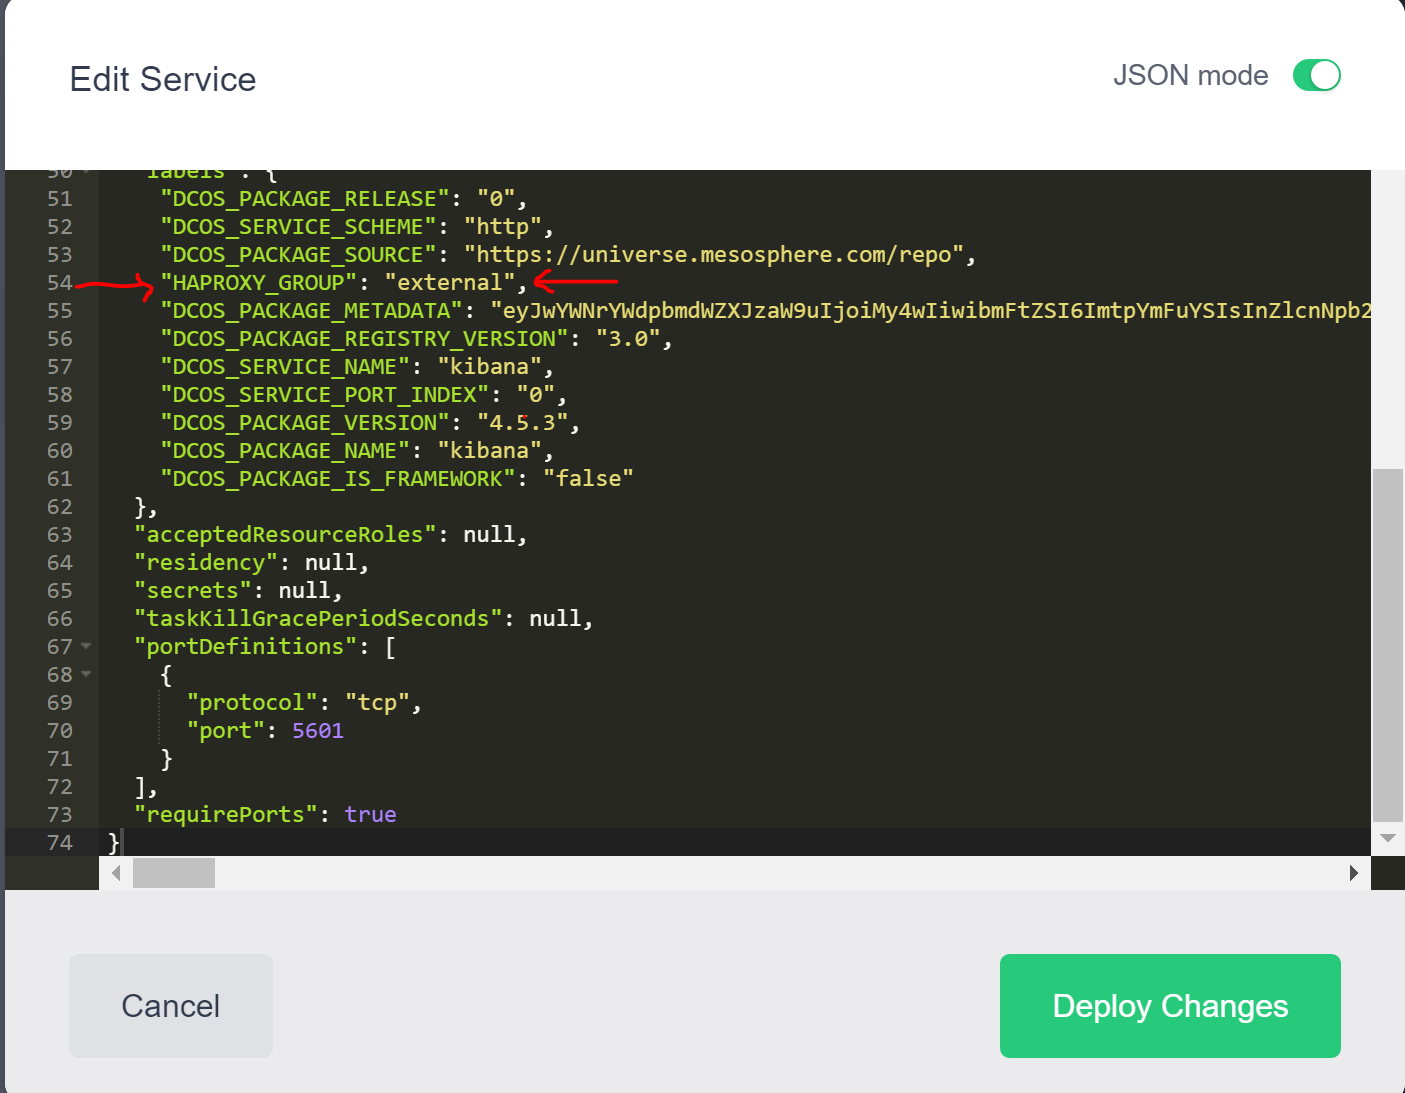 Edit Service
JSON mode
50 "labels": {
51 "DCOS_PACKAGE_RELEASE": "0",
52 "DCOS_SERVICE_SCHEME": "http",
53 "DCOS_PACKAGE_SOURCE": "https://universe.mesosphere.com/repo",
54 "HAPROXY_GROUP": "external",
55 "DCOS_PACKAGE_METADATA": "eyJwYWNrYWdpbmdWZXJzaW9uIjoiMy4wIiwibmFtZSI6ImtpYmFuYSIsInZlcnNpb2
56 "DCOS_PACKAGE_REGISTRY_VERSION": "3.0",
57 "DCOS_SERVICE_NAME": "kibana",
58 "DCOS_SERVICE_PORT_INDEX": "0",
59 "DCOS_PACKAGE_VERSION": "4.5.3",
60 "DCOS_PACKAGE_NAME": "kibana",
61 "DCOS_PACKAGE_IS_FRAMEWORK": "false"
62 },
63 "acceptedResourceRoles": null,
64 "residency": null,
65 "secrets": null,
66 "taskKillGracePeriodSeconds": null,
67 "portDefinitions": [
68 {
69 "protocol": "tcp",
70 "port": 5601
71 }
72 ],
73 "requirePorts": true
74 }
Cancel
Deploy Changes